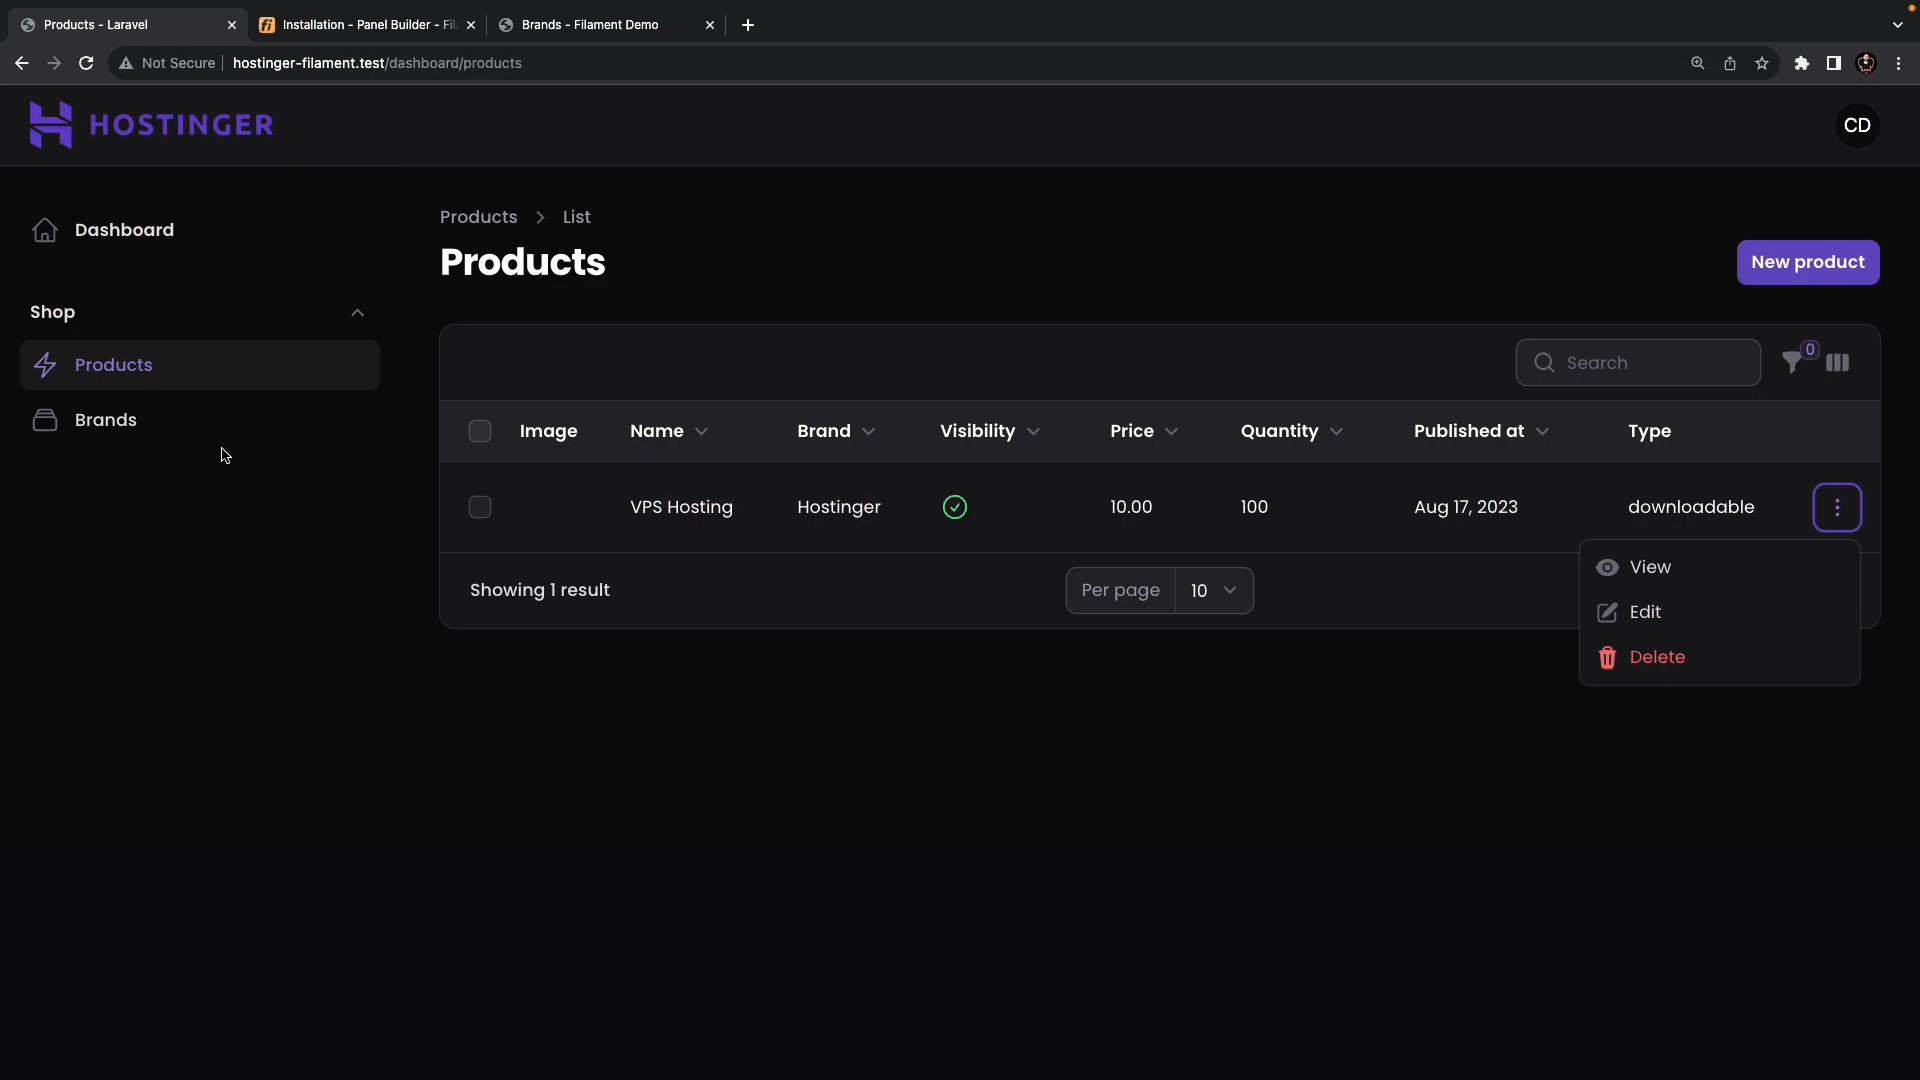 Products - Laravel
Installation - Panel Builder - Fil
Brands - Filament Demo
Not Secure
hostinger-filament.test/dashboard/products
HOSTINGER
CD
Dashboard
Shop
Products
Brands
Products > List
Products
New product
Search
0
Image Name Brand Visibility Price Quantity Published at Type
VPS Hosting Hostinger 10.00 100 Aug 17, 2023 downloadable
Showing 1 result
Per page 10
View
Edit
Delete